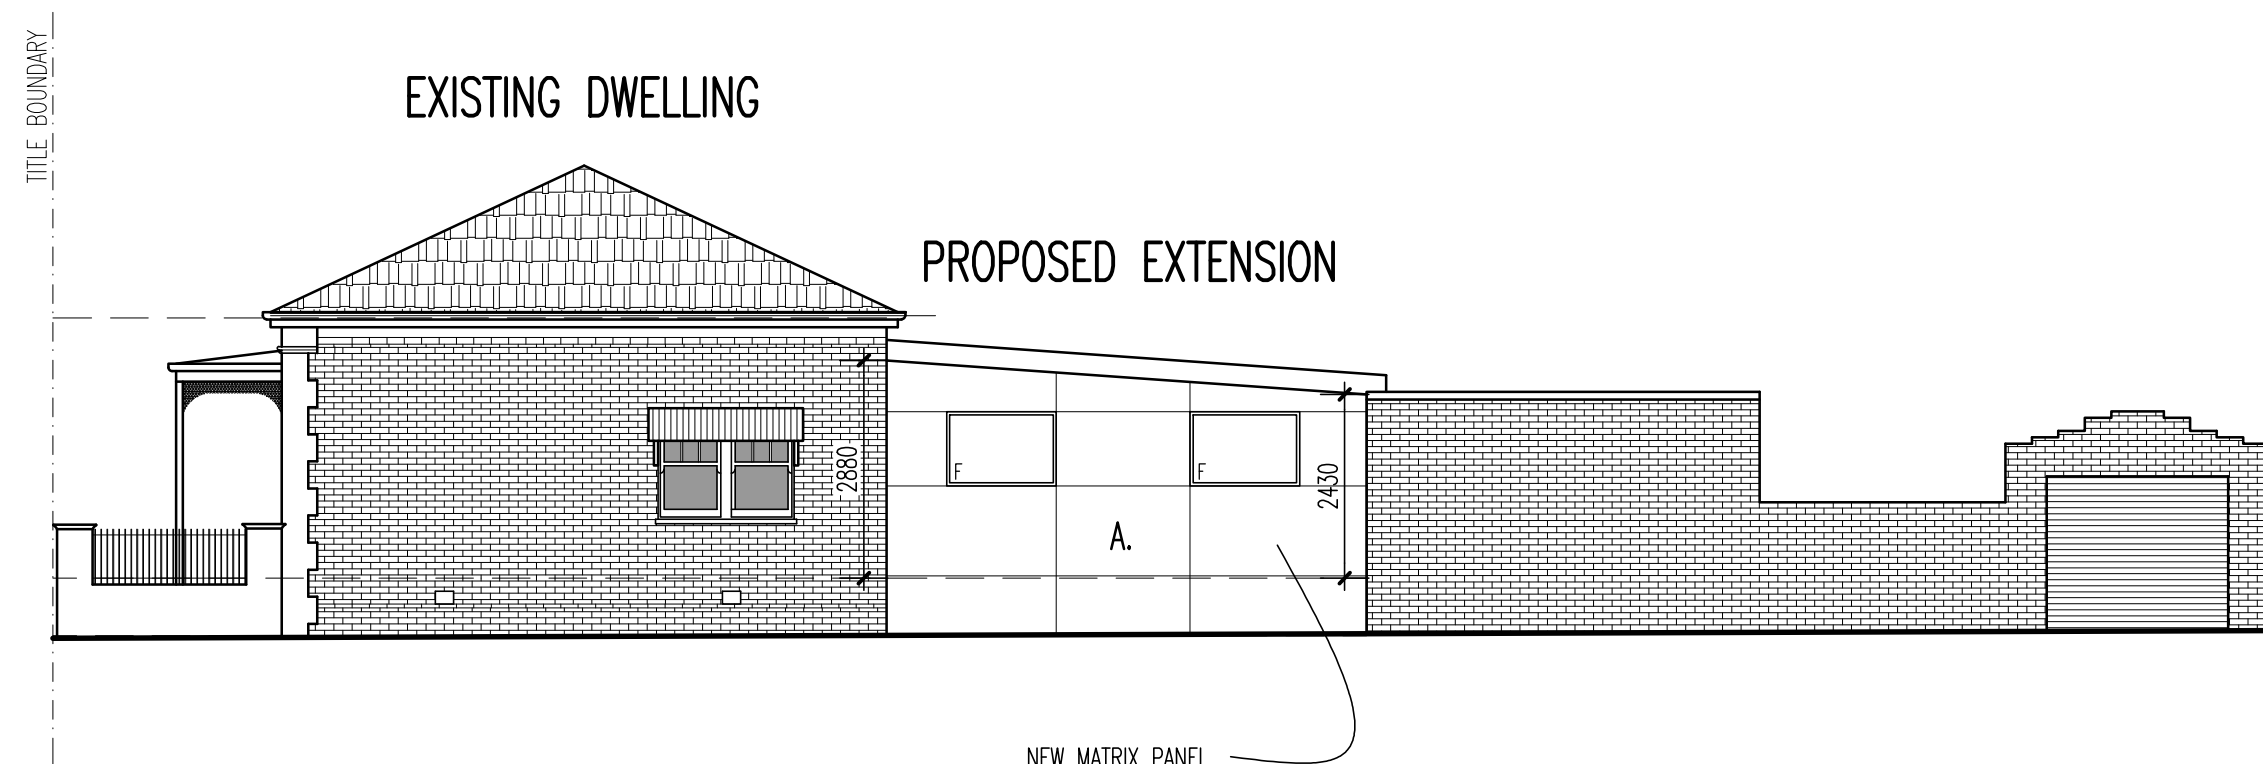 TITLE BOUNDARY
EXISTING DWELLING
PROPOSED EXTENSION
2880
F
F
2430
A.
NEW MATRIX PANEL